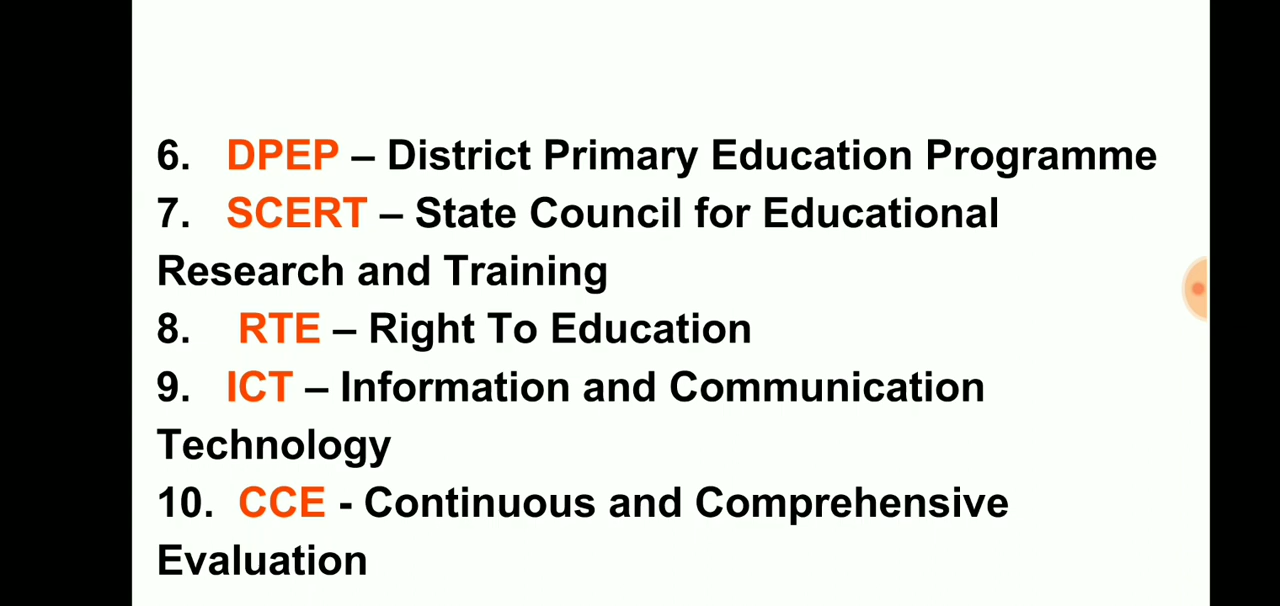 6. DPEP – District Primary Education Programme
7. SCERT – State Council for Educational
Research and Training
8. RTE – Right To Education
9. ICT – Information and Communication
Technology
10. CCE - Continuous and Comprehensive
Evaluation